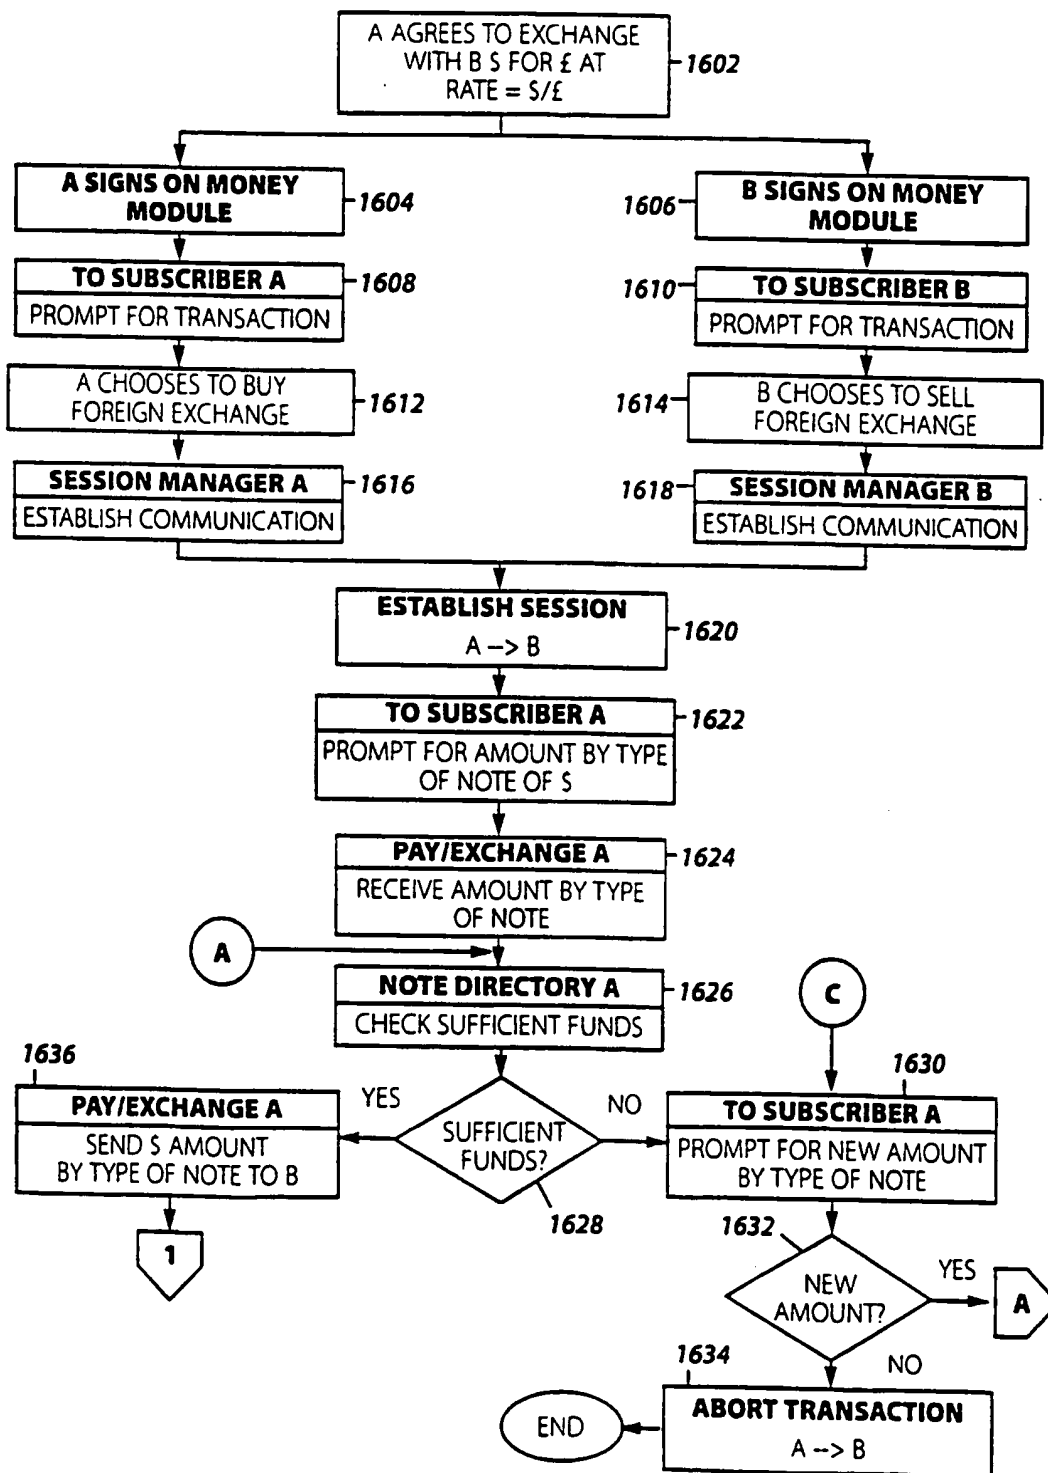 A AGREES TO EXCHANGE
WITH B $ FOR £ AT
RATE = $/£
1602
A SIGNS ON MONEY
MODULE
1604
1606
B SIGNS ON MONEY
MODULE
TO SUBSCRIBER A
1608
PROMPT FOR TRANSACTION
1610
TO SUBSCRIBER B
PROMPT FOR TRANSACTION
A CHOOSES TO BUY
FOREIGN EXCHANGE
1612
1614
B CHOOSES TO SELL
FOREIGN EXCHANGE
SESSION MANAGER A
1616
ESTABLISH COMMUNICATION
1618
SESSION MANAGER B
ESTABLISH COMMUNICATION
ESTABLISH SESSION
A --> B
1620
TO SUBSCRIBER A
1622
PROMPT FOR AMOUNT BY TYPE
OF NOTE OF $
PAY/EXCHANGE A
1624
RECEIVE AMOUNT BY TYPE
OF NOTE
A
NOTE DIRECTORY A
1626
CHECK SUFFICIENT FUNDS
C
1636
PAY/EXCHANGE A
SEND $ AMOUNT
BY TYPE OF NOTE TO B
YES
SUFFICIENT
FUNDS?
NO
1628
1630
TO SUBSCRIBER A
PROMPT FOR NEW AMOUNT
BY TYPE OF NOTE
1
1632
NEW
AMOUNT?
YES
A
NO
1634
ABORT TRANSACTION
A --> B
END